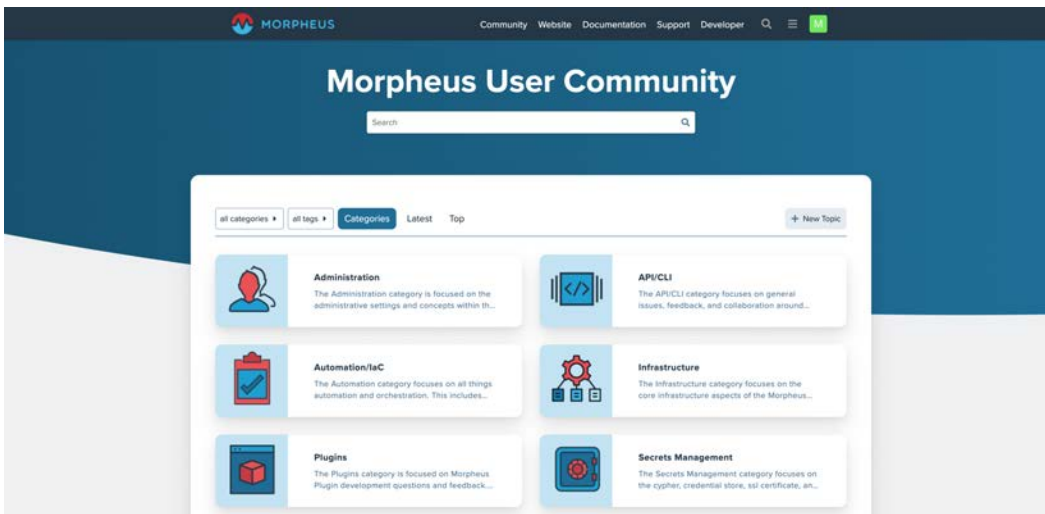 MORPHEUS
Community Website Documentation Support Developer
M
Morpheus User Community
Search
all categories
all tags
Categories
Latest
Top
+ New Topic
Administration
The Administration category is focused on the
administrative settings and concepts within th...
API/CLI
The API/CLI category focuses on general
issues, feedback, and collaboration around...
Automation/IaC
The Automation category focuses on all things
automation and orchestration. This includes...
Infrastructure
The Infrastructure category focuses on the
core infrastructure aspects of the Morpheus...
Plugins
The Plugins category is focused on Morpheus
Plugin development questions and feedback....
Secrets Management
The Secrets Management category focuses on
the cypher, credential store, ssl certificate, an...